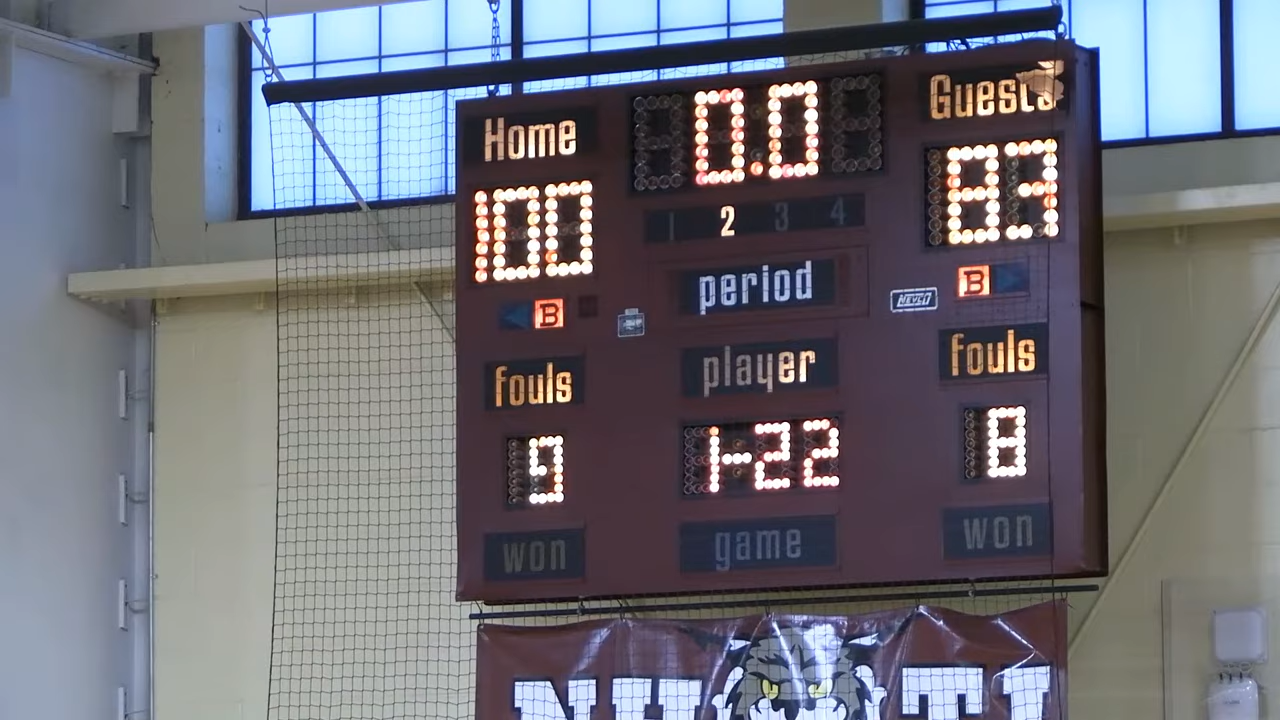 Home 0.0 Guests
100 83
1 2 3 4
period
B NEVCO B
fouls player fouls
9 1-22 8
won game won